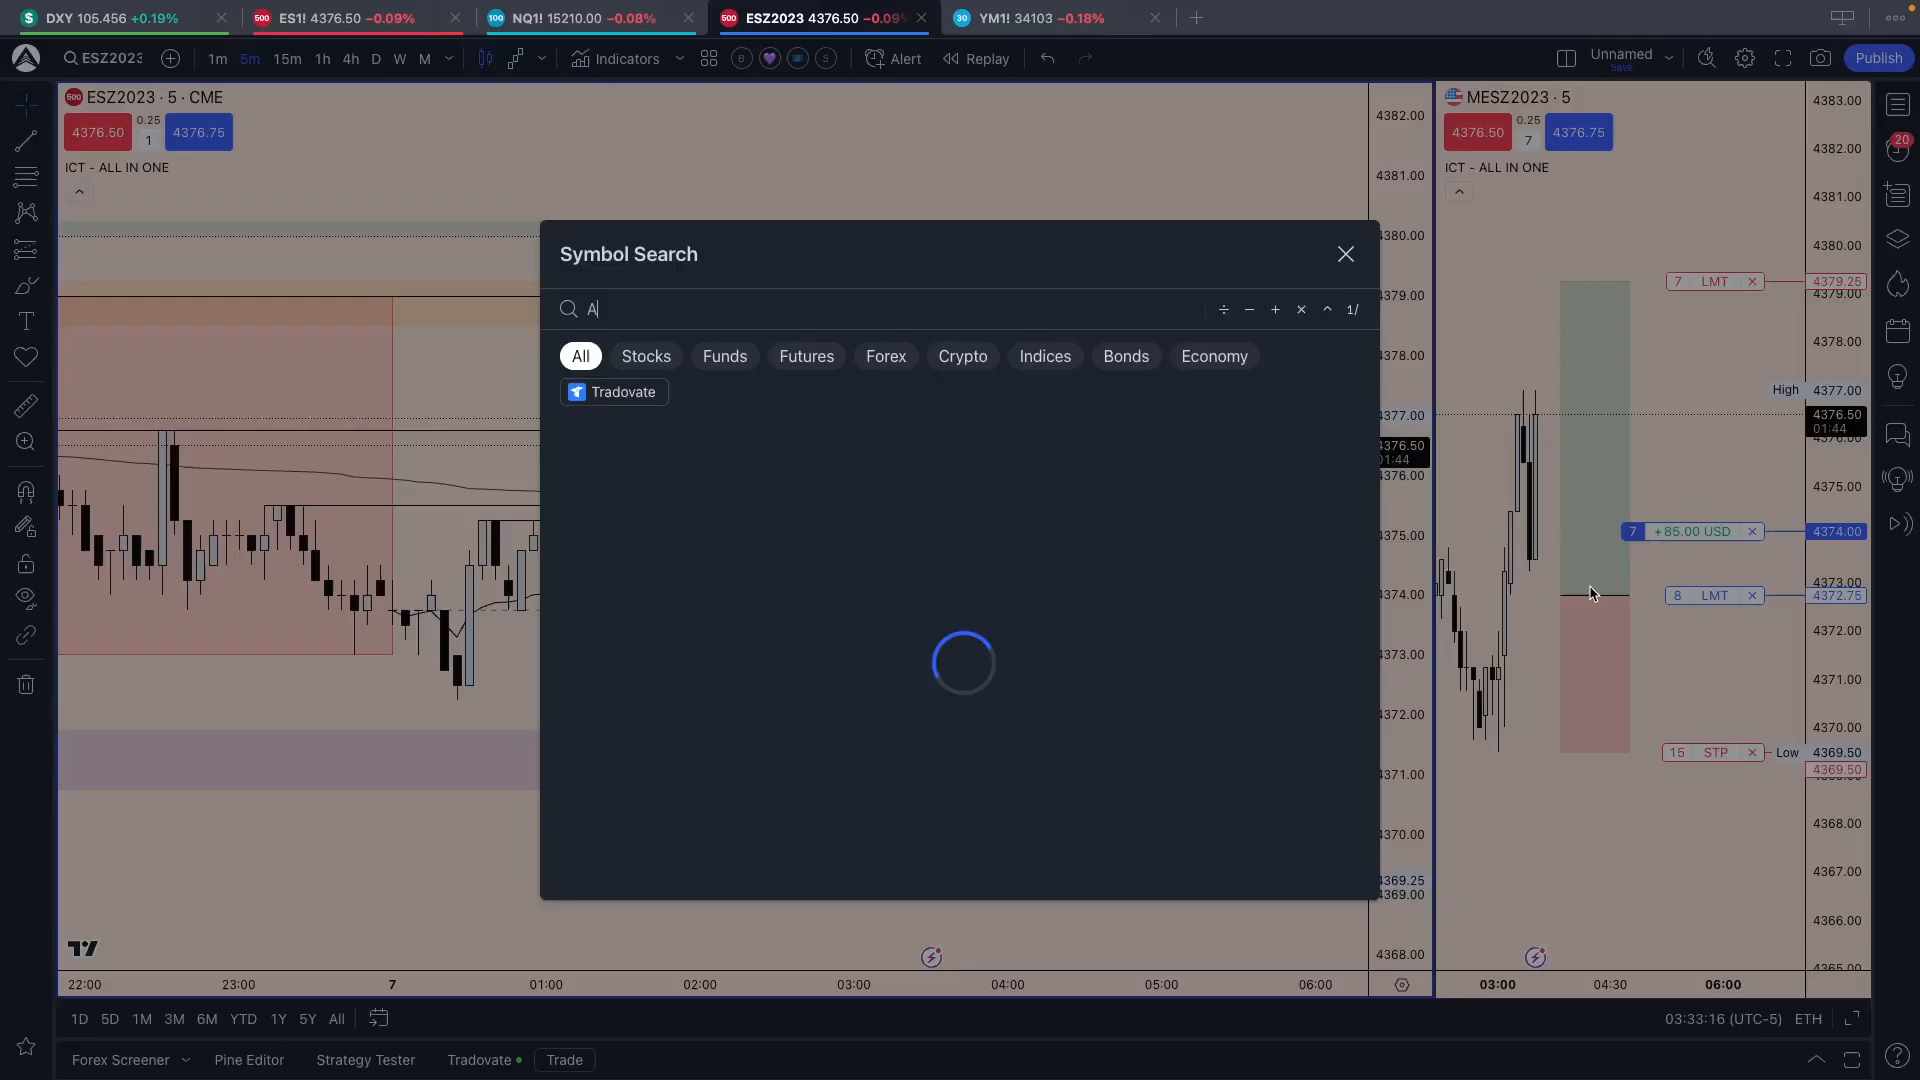 DXY 105.456 +0.19%
ES1! 4376.50 −0.09%
NQ1! 15210.00 −0.08%
ESZ2023 4376.50 −0.09%
YM1! 34103 −0.18%
ESZ2023
1m 5m 15m 1h 4h D W M
Indicators
B
S
Alert
Replay
Unnamed
Save
Publish
ESZ2023 · 5 · CME
4376.50
0.25
1
4376.75
ICT - ALL IN ONE
MESZ2023 · 5
4376.50
0.25
7
4376.75
ICT - ALL IN ONE
20
Symbol Search
A
÷ − + × ^ 1/
All Stocks Funds Futures Forex Crypto Indices Bonds Economy
Tradovate
4382.00
4381.00
4380.00
4379.00
4378.00
4377.00
4376.50
01:44
4376.00
4375.00
4374.00
4373.00
4372.00
4371.00
4370.00
4369.25
4369.00
4368.00
7 LMT
7 +85.00 USD
8 LMT
15 STP
High
Low
4383.00
4382.00
4381.00
4380.00
4379.25
4379.00
4378.00
4377.00
4376.50
01:44
4376.00
4375.00
4374.00
4373.00
4372.75
4372.00
4371.00
4370.00
4369.50
4369.50
4368.00
4367.00
4366.00
4365.00
22:00 23:00 7 01:00 02:00 03:00 04:00 05:00 06:00
03:00 04:30 06:00
1D 5D 1M 3M 6M YTD 1Y 5Y All
03:33:16 (UTC-5) ETH
Forex Screener Pine Editor Strategy Tester Tradovate Trade